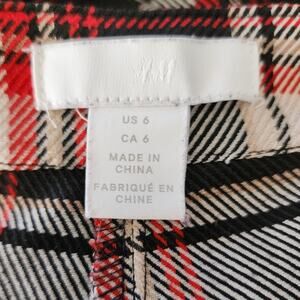 H&M
US 6
CA 6
MADE IN
CHINA
FABRIQUÉ EN
CHINE